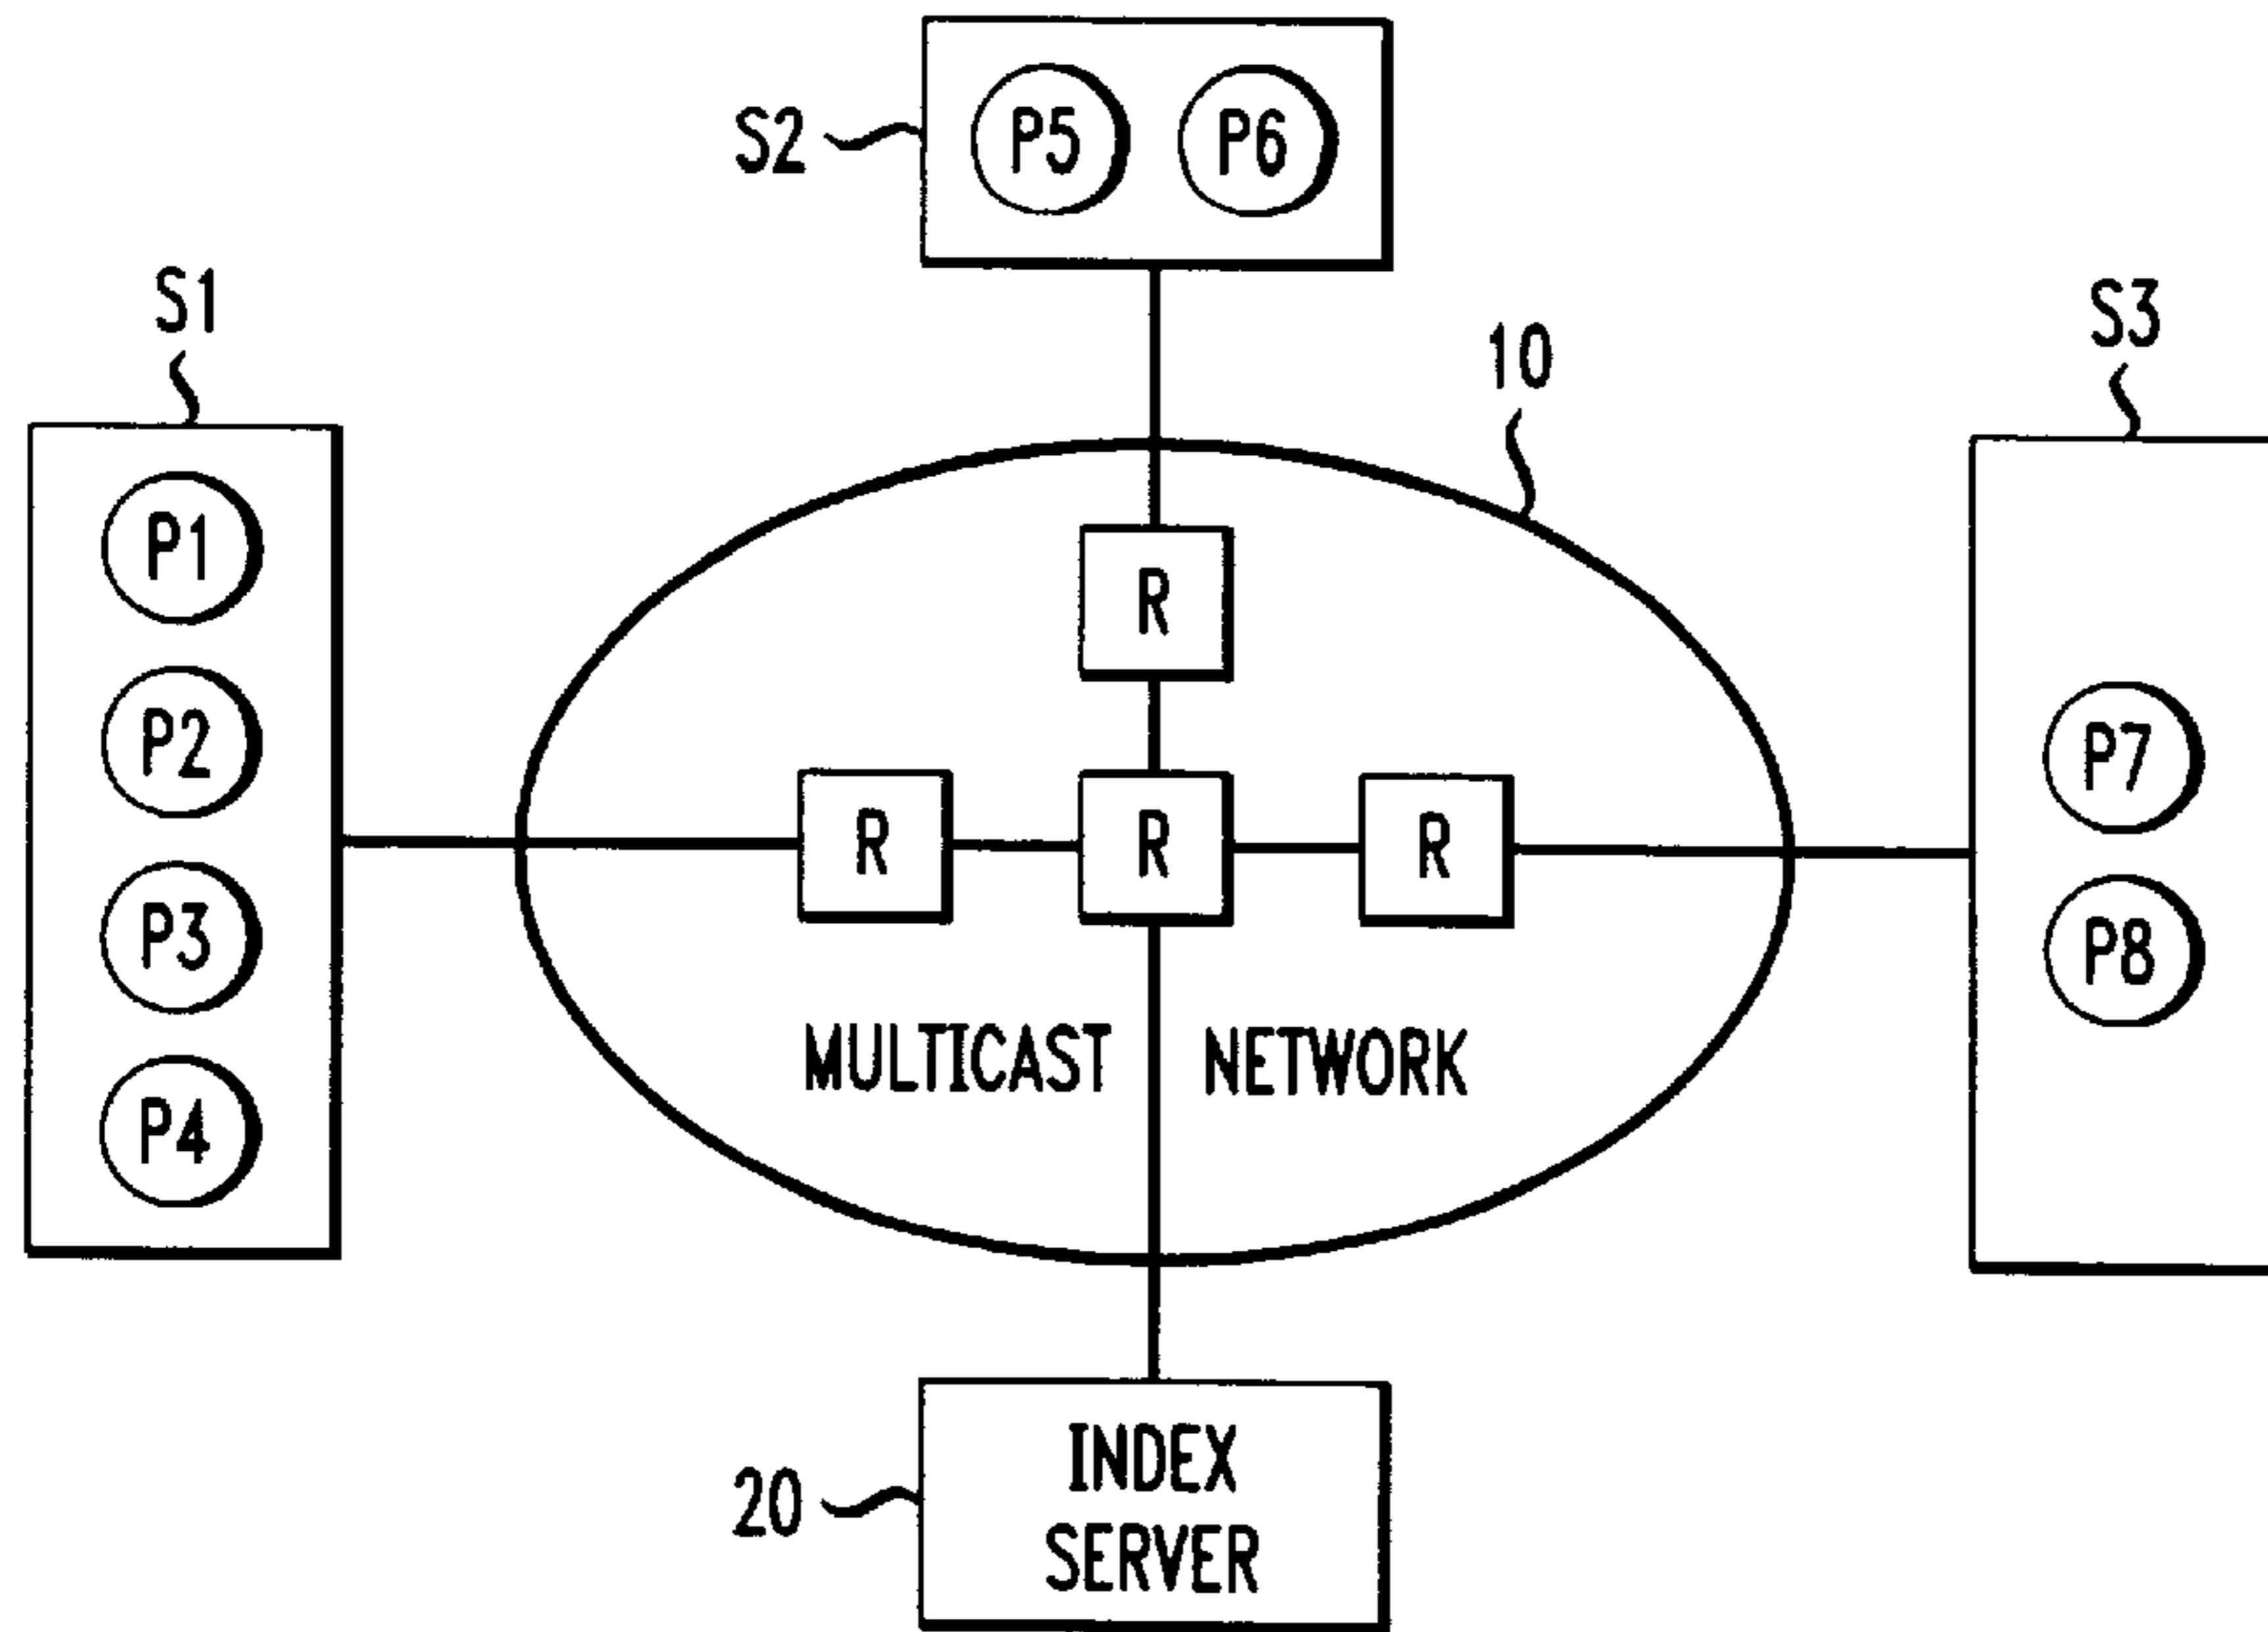 P5 P6
S2
S1
10
S3
P1
P2
P3
P4
R
R R R
P7
P8
MULTICAST NETWORK
INDEX
SERVER
20